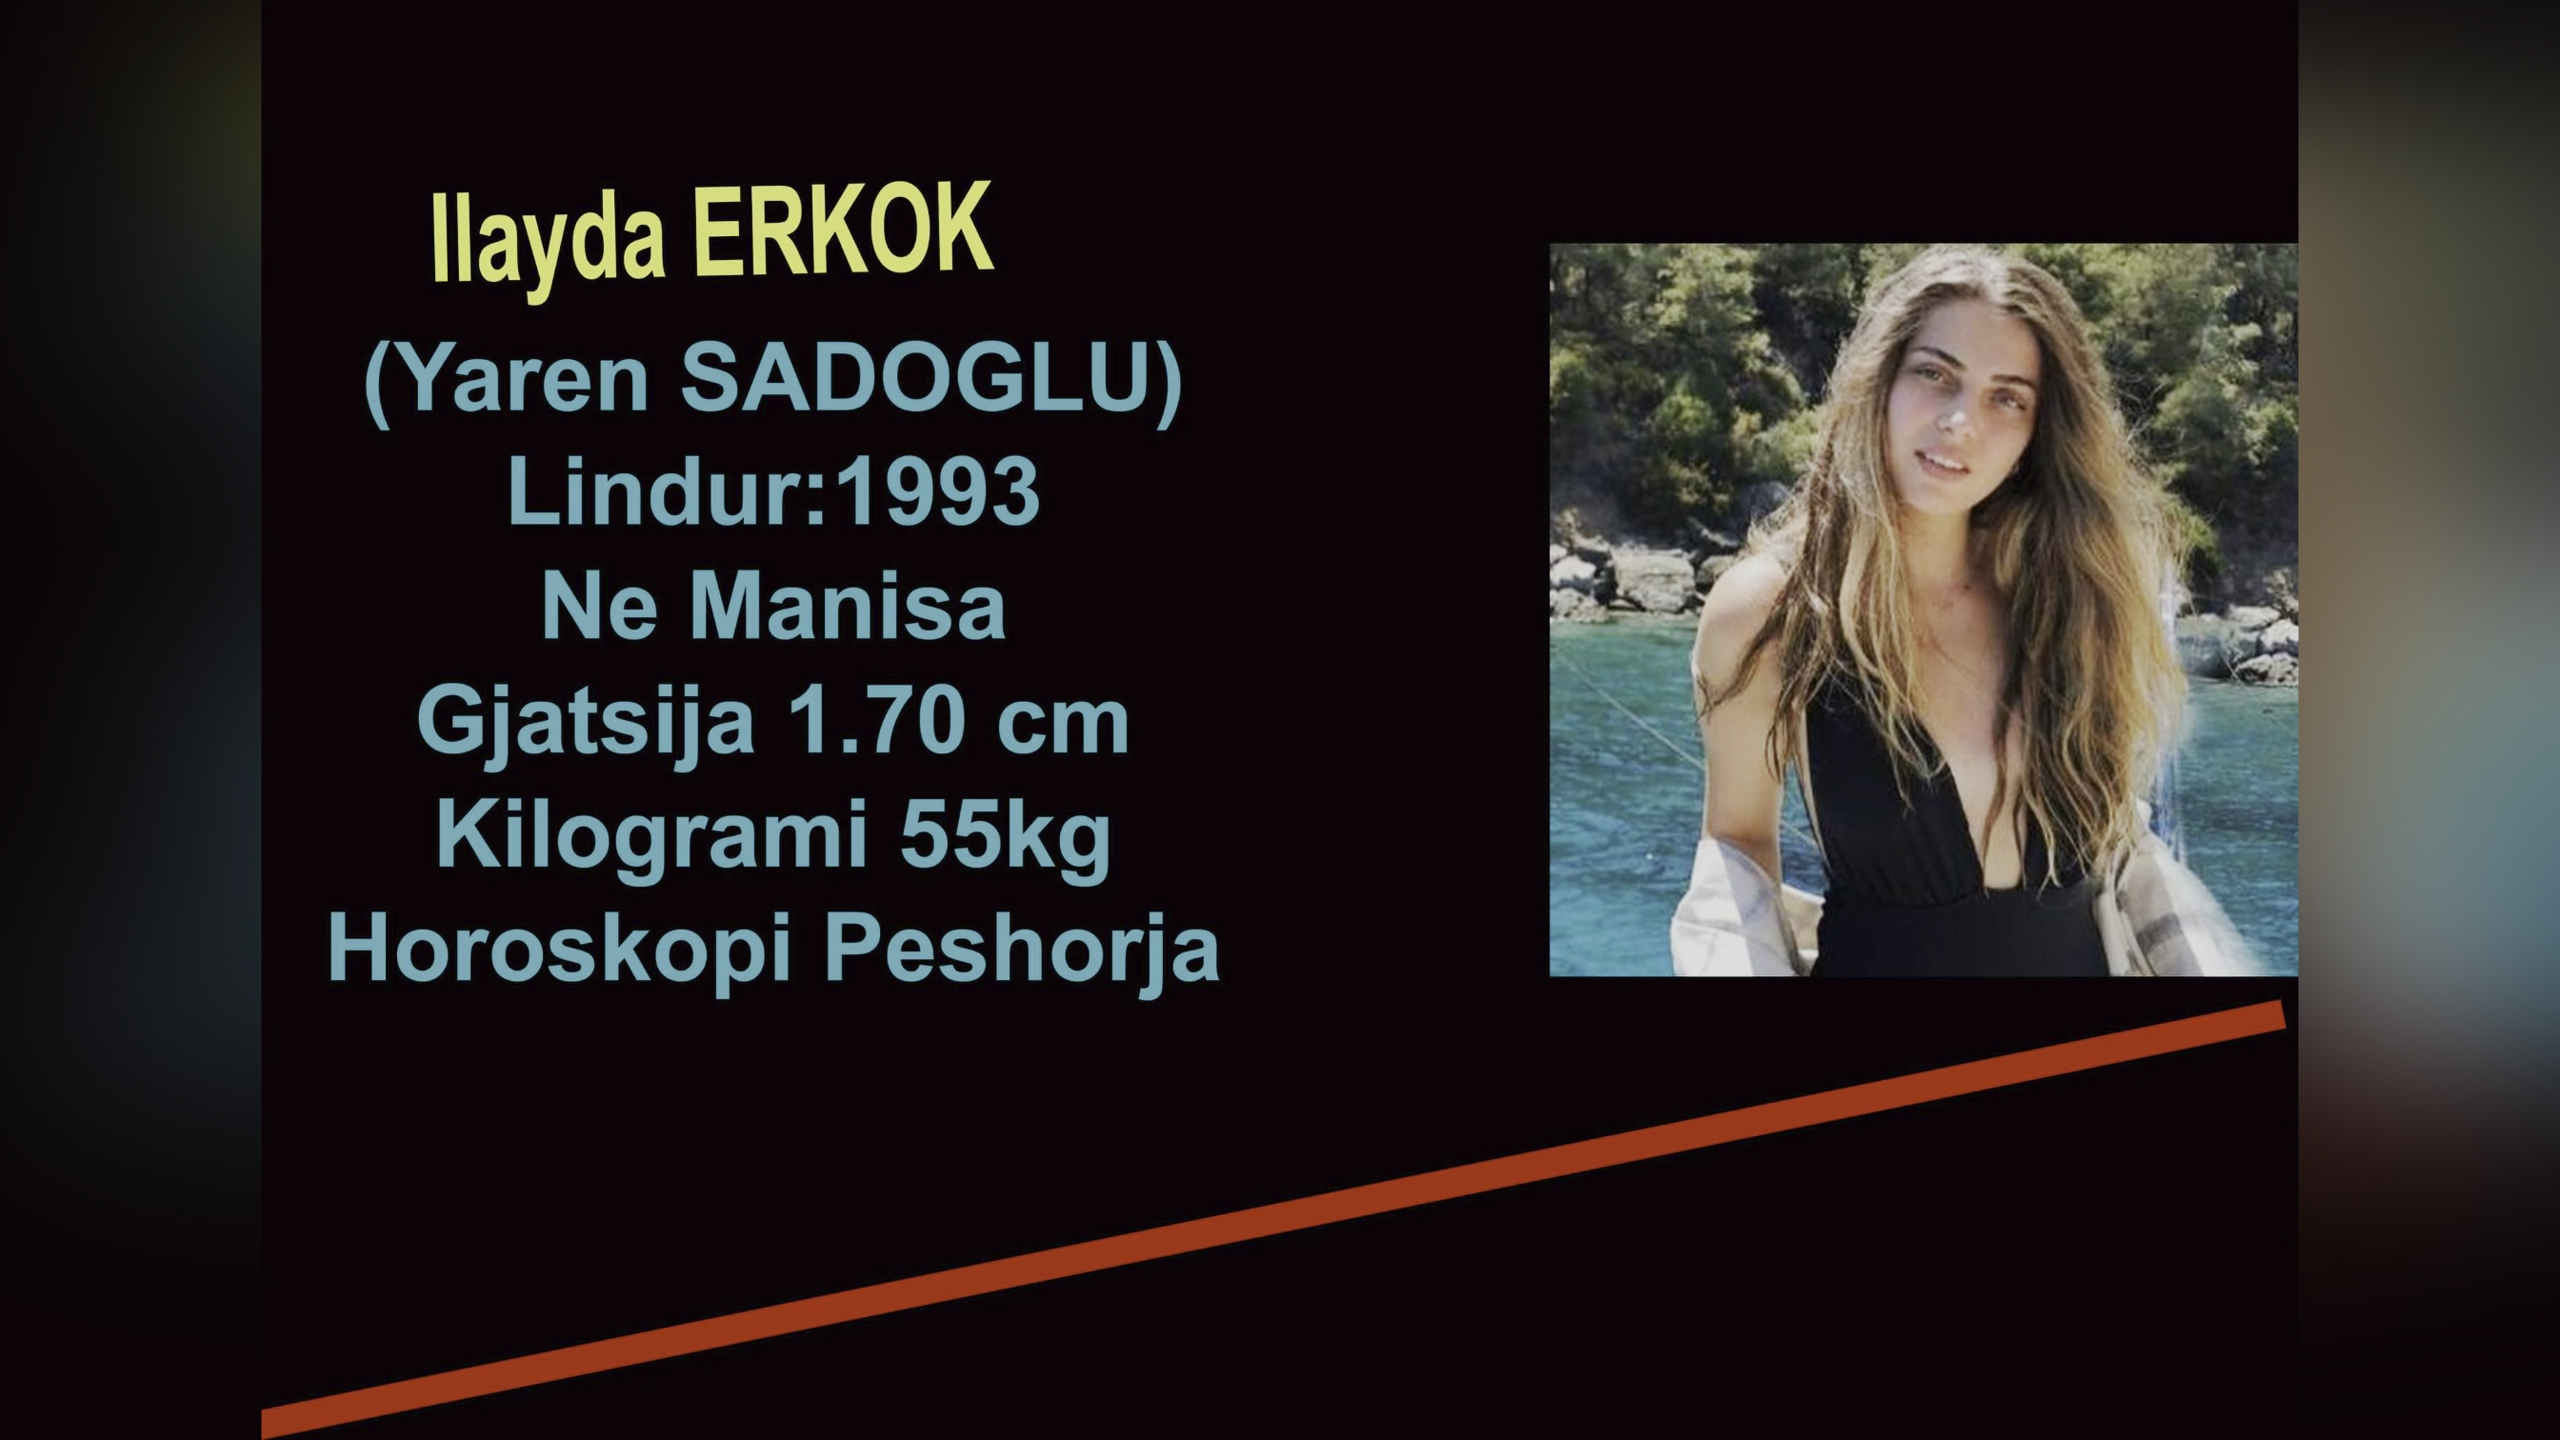 Ilayda ERKOK
(Yaren SADOGLU)
Lindur:1993
Ne Manisa
Gjatsija 1.70 cm
Kilogrami 55kg
Horoskopi Peshorja